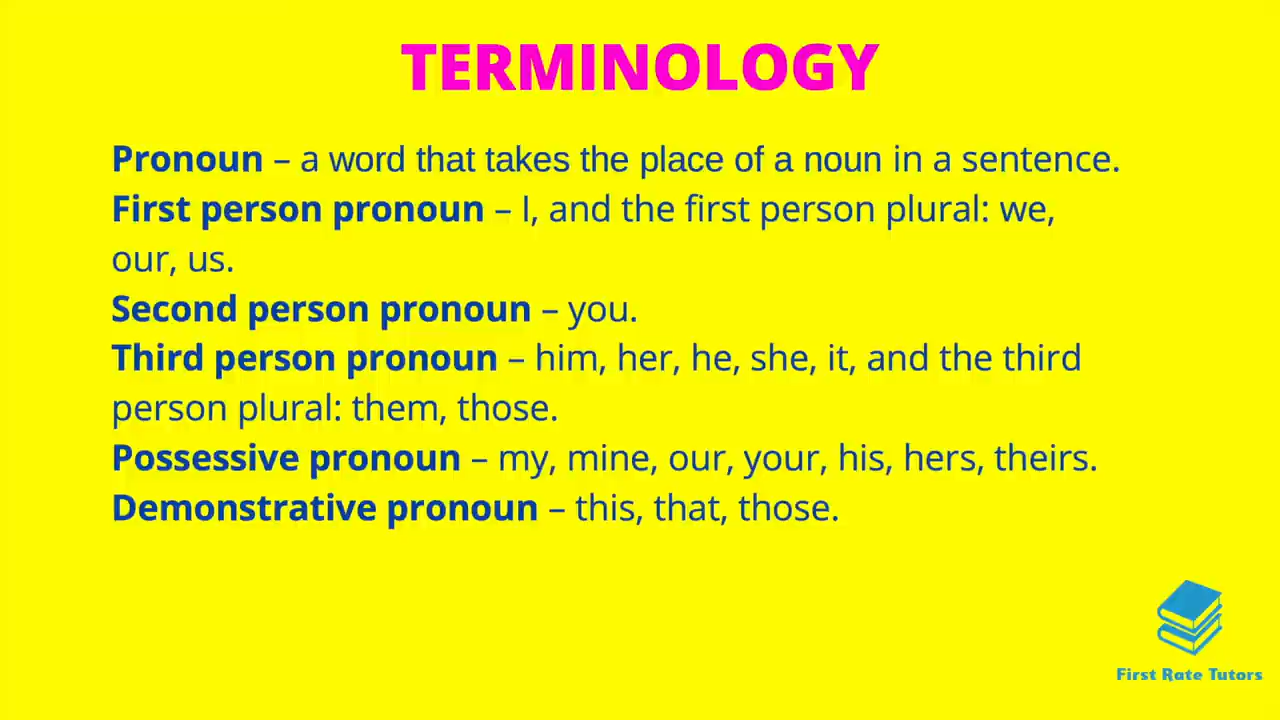 TERMINOLOGY
Pronoun – a word that takes the place of a noun in a sentence.
First person pronoun – I, and the first person plural: we,
our, us.
Second person pronoun – you.
Third person pronoun – him, her, he, she, it, and the third
person plural: them, those.
Possessive pronoun – my, mine, our, your, his, hers, theirs.
Demonstrative pronoun – this, that, those.
First Rate Tutors